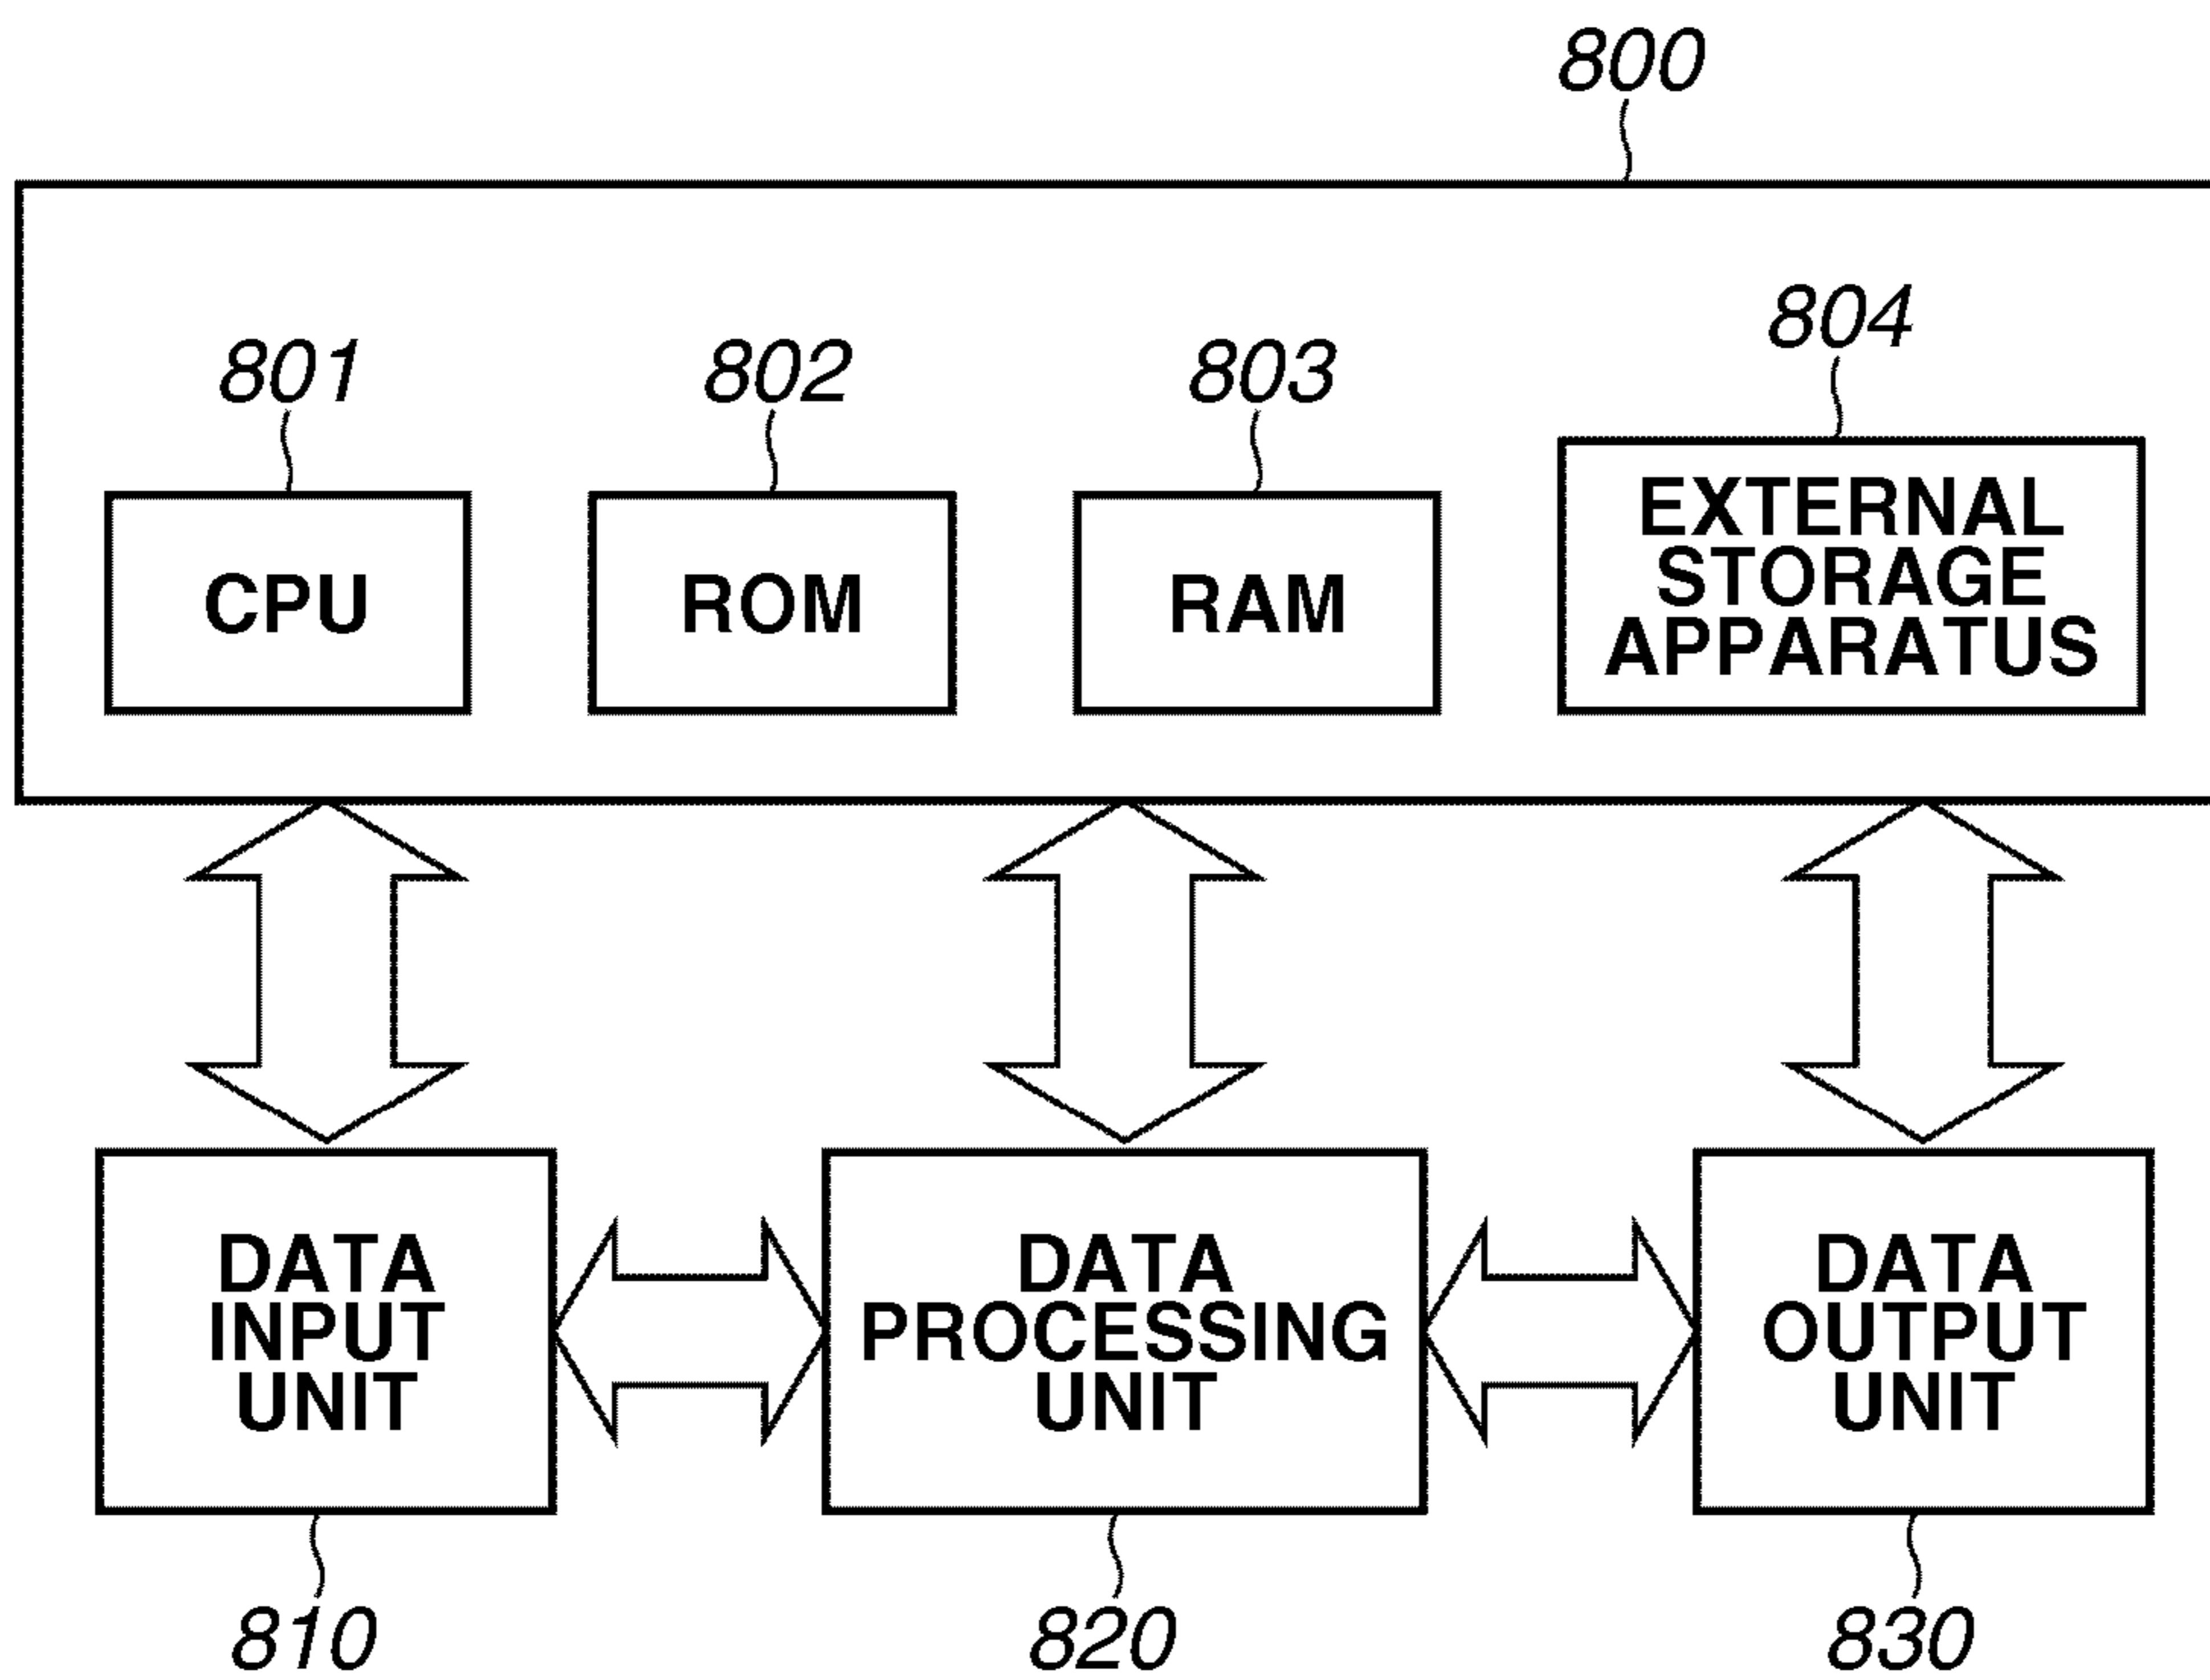 800
801
802
803
804
CPU
ROM
RAM
EXTERNAL
STORAGE
APPARATUS
DATA
INPUT
UNIT
DATA
PROCESSING
UNIT
DATA
OUTPUT
UNIT
810
820
830